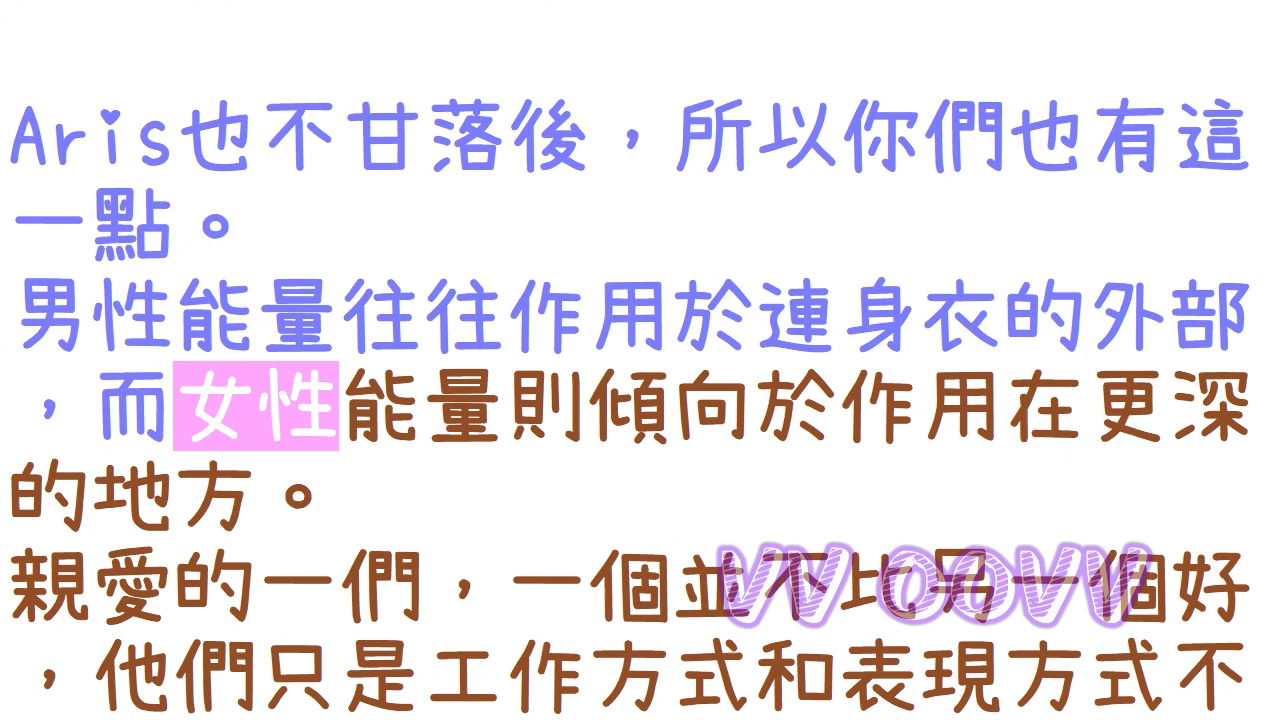 Aris也不甘落後，所以你們也有這
一點。
男性能量往往作用於連身衣的外部
，而女性能量則傾向於作用在更深
的地方。
親愛的一們，一個並不比另一個好
，他們只是工作方式和表現方式不
VV OOVV